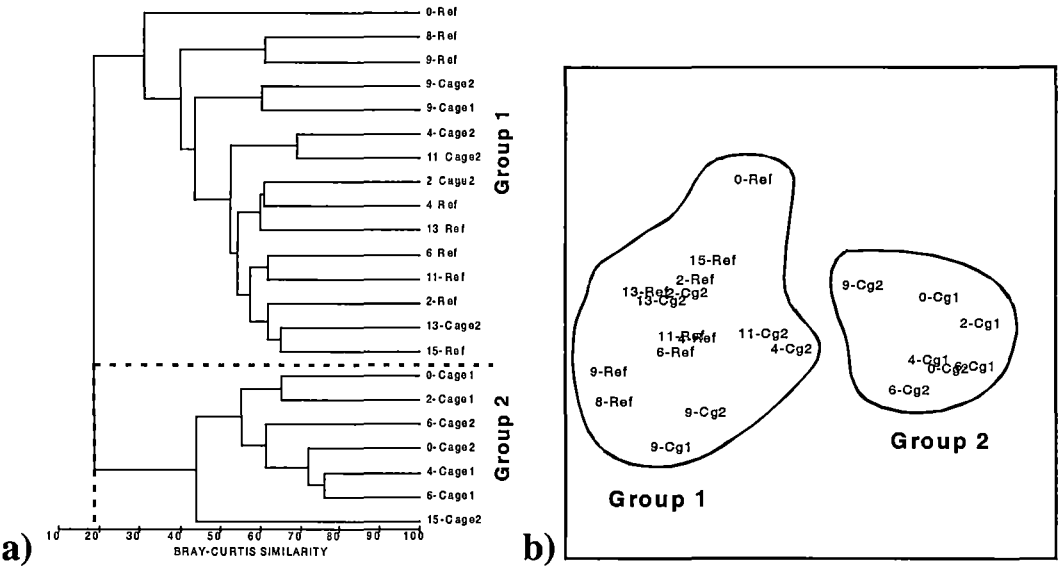 0-Ref
8-Ref
9-Ref
9-Cage2
9-Cage1
4-Cage2
11 Cage2
2 Cage2
4 Ref
13 Ref
6 Ref
11-Ref
2-Ref
13-Cage2
15-Ref
0-Cage1
2-Cage1
6-Cage2
0-Cage2
4-Cage1
6-Cage1
15-Cage2
Group 1
Group 2
10 20 30 40 50 60 70 80 90 100
BRAY-CURTIS SIMILARITY
a)
0-Ref
15-Ref
2-Ref
13-Ref
2-Cg2
13-Cg2
11-Ref
4-Ref
6-Ref
11-Cg2
4-Cg2
9-Ref
8-Ref
9-Cg2
9-Cg1
Group 1
9-Cg2
0-Cg1
2-Cg1
4-Cg1
0-Cg2
6-Cg1
6-Cg2
Group 2
b)